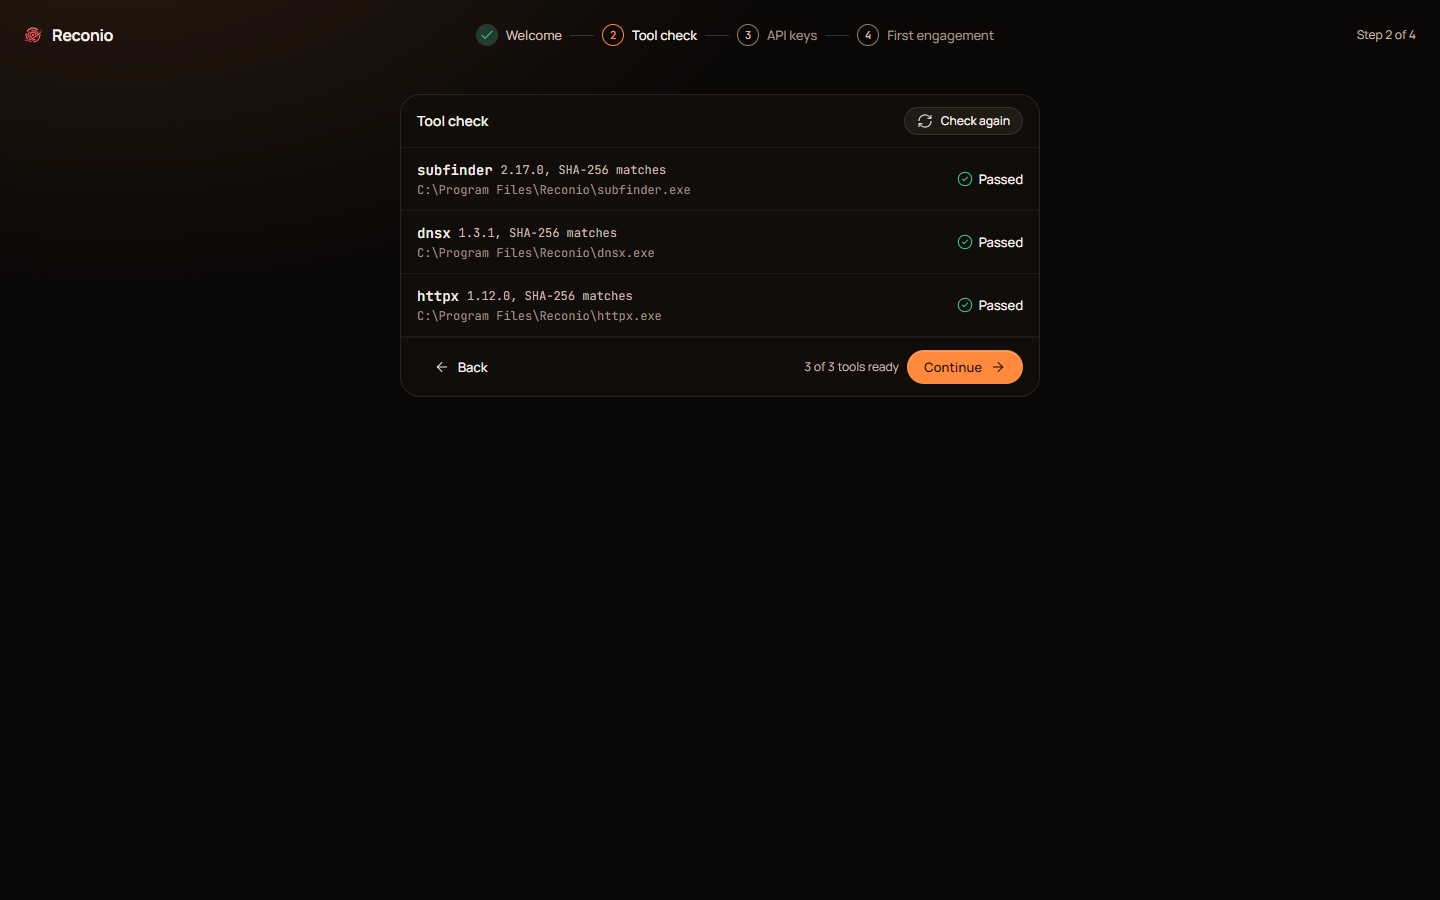 Reconio
Welcome
2 Tool check
3 API keys
4 First engagement
Step 2 of 4
Tool check
Check again
subfinder 2.17.0, SHA-256 matches
C:\Program Files\Reconio\subfinder.exe
Passed
dnsx 1.3.1, SHA-256 matches
C:\Program Files\Reconio\dnsx.exe
Passed
httpx 1.12.0, SHA-256 matches
C:\Program Files\Reconio\httpx.exe
Passed
Back
3 of 3 tools ready
Continue